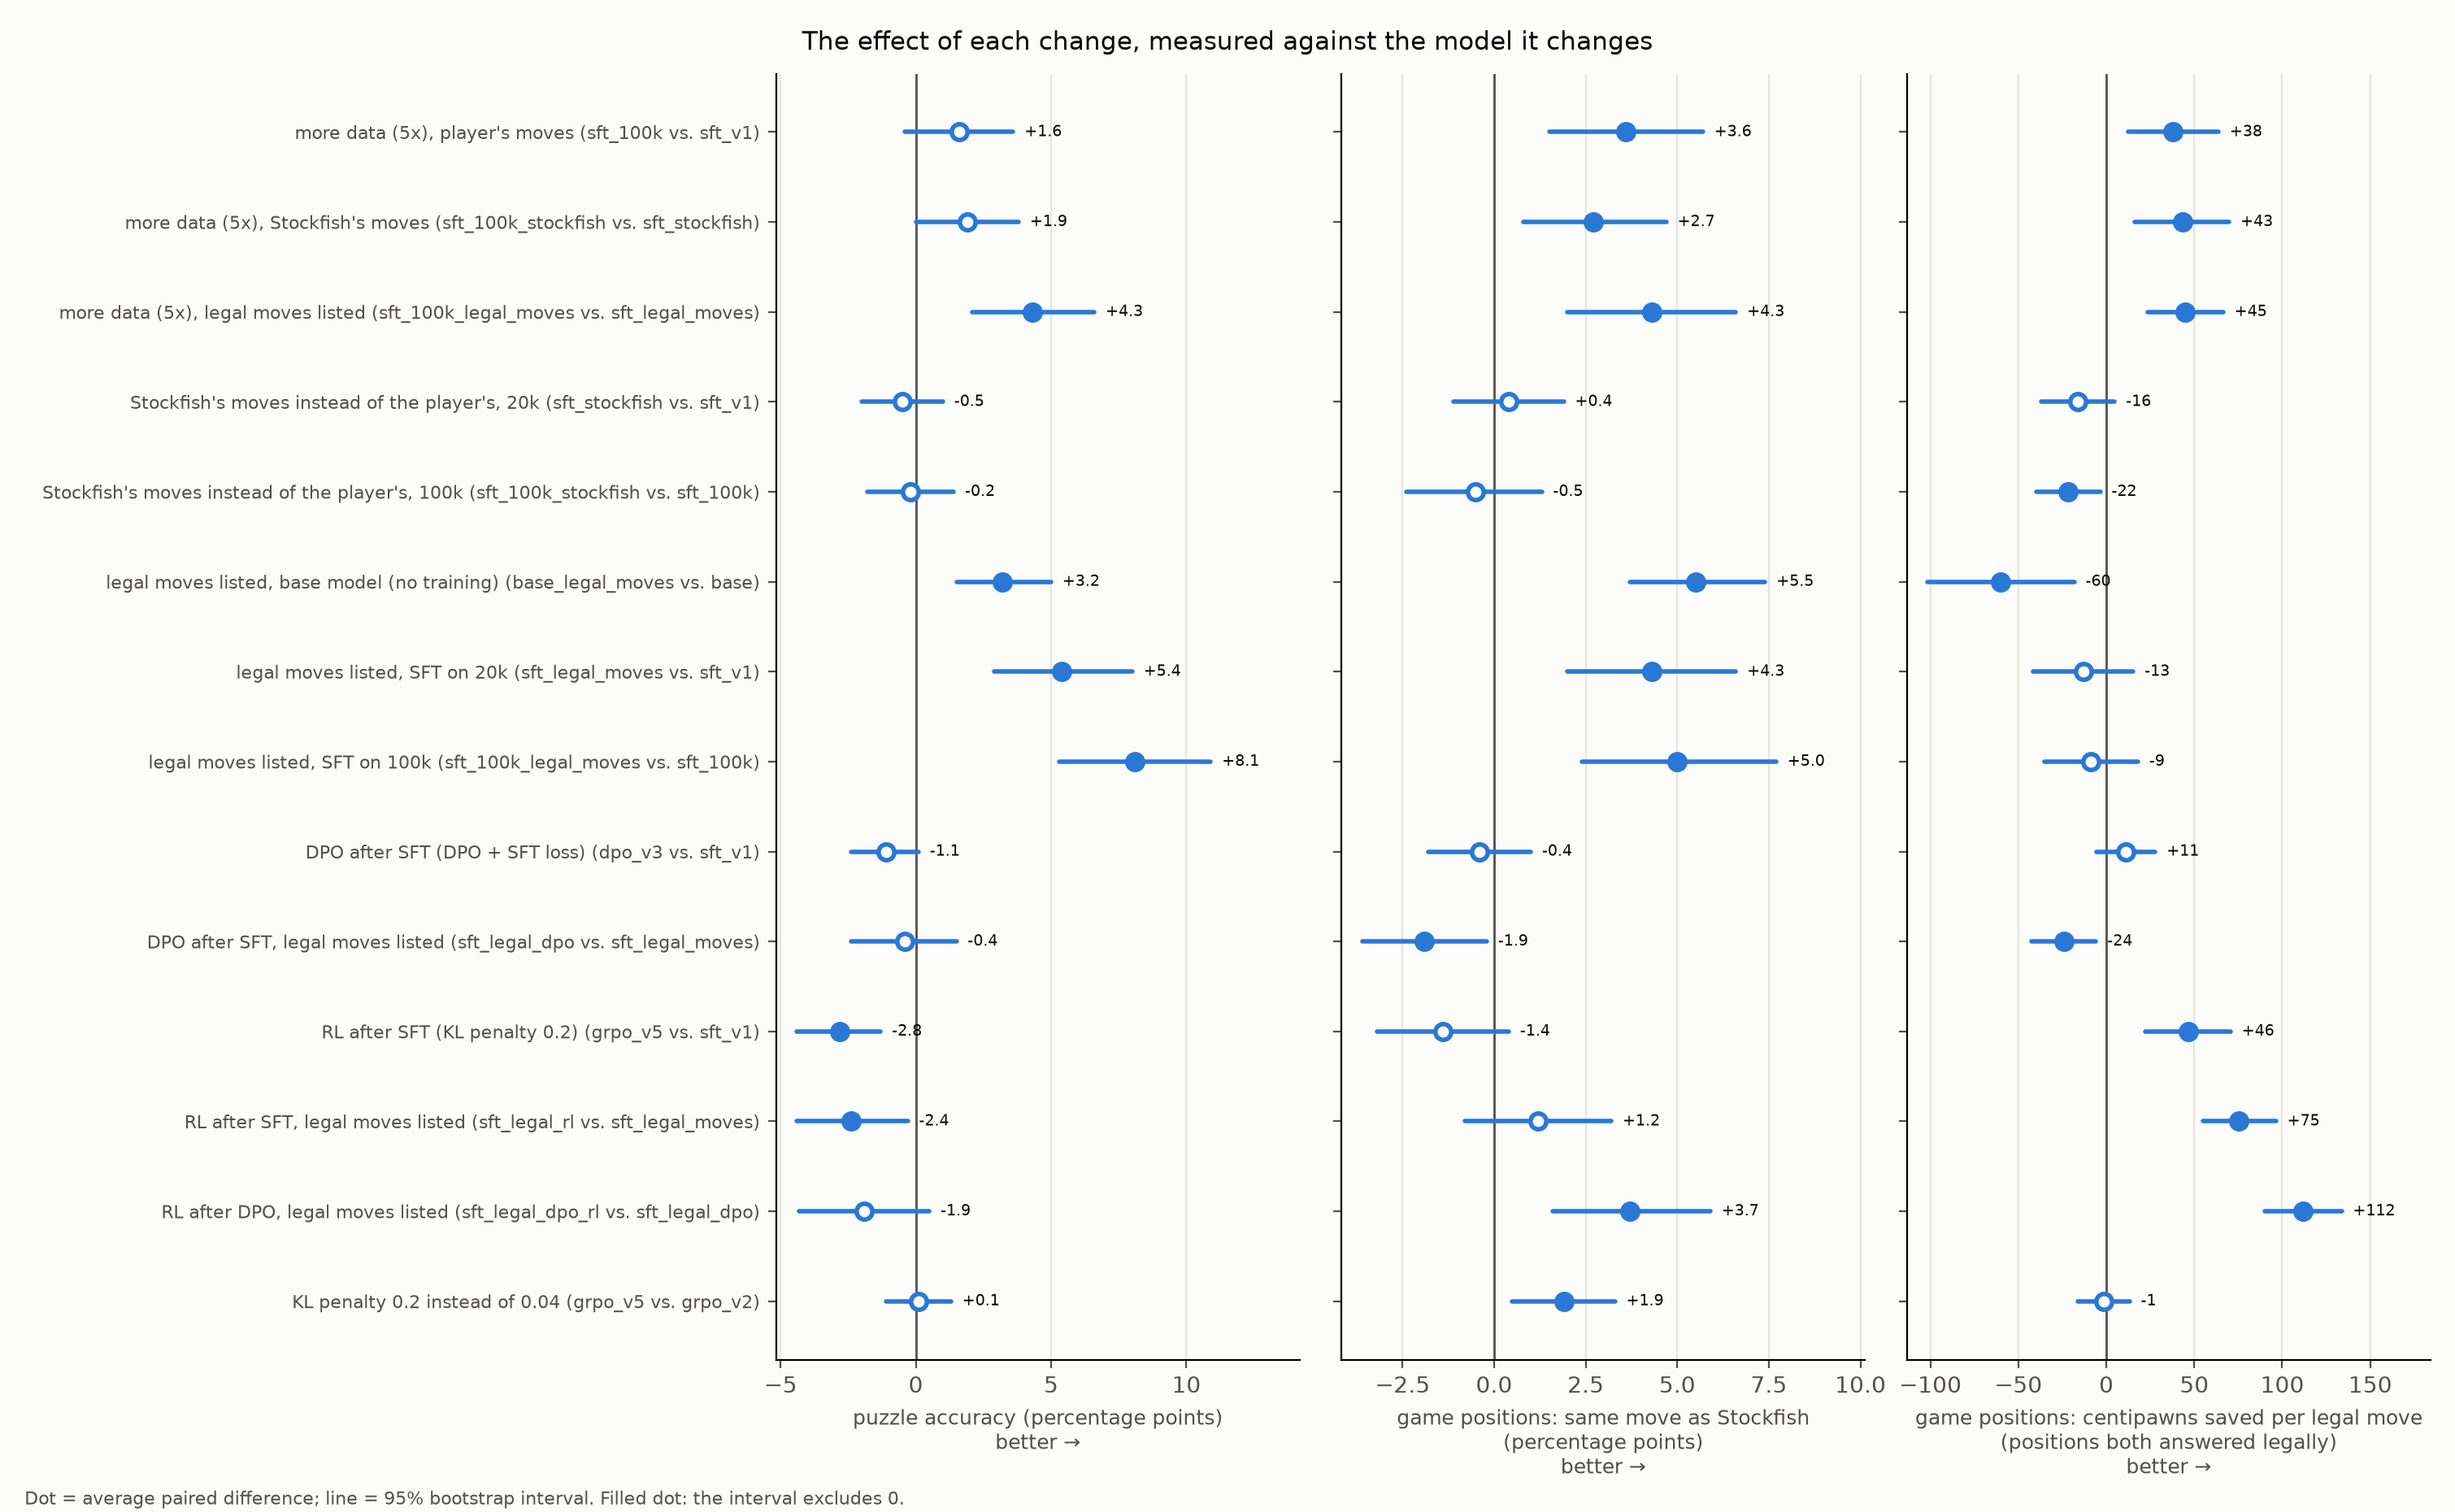 The effect of each change, measured against the model it changes
more data (5x), player's moves (sft_100k vs. sft_v1) +1.6 +3.6 +38
more data (5x), Stockfish's moves (sft_100k_stockfish vs. sft_stockfish) +1.9 +2.7 +43
more data (5x), legal moves listed (sft_100k_legal_moves vs. sft_legal_moves) +4.3 +4.3 +45
Stockfish's moves instead of the player's, 20k (sft_stockfish vs. sft_v1) -0.5 +0.4 -16
Stockfish's moves instead of the player's, 100k (sft_100k_stockfish vs. sft_100k) -0.2 -0.5 -22
legal moves listed, base model (no training) (base_legal_moves vs. base) +3.2 +5.5 -60
legal moves listed, SFT on 20k (sft_legal_moves vs. sft_v1) +5.4 +4.3 -13
legal moves listed, SFT on 100k (sft_100k_legal_moves vs. sft_100k) +8.1 +5.0 -9
DPO after SFT (DPO + SFT loss) (dpo_v3 vs. sft_v1) -1.1 -0.4 +11
DPO after SFT, legal moves listed (sft_legal_dpo vs. sft_legal_moves) -0.4 -1.9 -24
RL after SFT (KL penalty 0.2) (grpo_v5 vs. sft_v1) -2.8 -1.4 +46
RL after SFT, legal moves listed (sft_legal_rl vs. sft_legal_moves) -2.4 +1.2 +75
RL after DPO, legal moves listed (sft_legal_dpo_rl vs. sft_legal_dpo) -1.9 +3.7 +112
KL penalty 0.2 instead of 0.04 (grpo_v5 vs. grpo_v2) +0.1 +1.9 -1
−5 0 5 10
puzzle accuracy (percentage points)
better →
−2.5 0.0 2.5 5.0 7.5 10.0
game positions: same move as Stockfish
(percentage points)
better →
−100 −50 0 50 100 150
game positions: centipawns saved per legal move
(positions both answered legally)
better →
Dot = average paired difference; line = 95% bootstrap interval. Filled dot: the interval excludes 0.